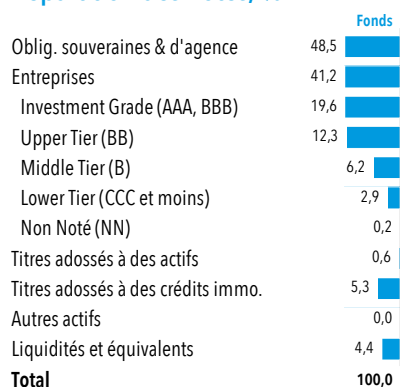 Fonds
Oblig. souveraines & d'agence 48,5
Entreprises 41,2
Investment Grade (AAA, BBB) 19,6
Upper Tier (BB) 12,3
Middle Tier (B) 6,2
Lower Tier (CCC et moins) 2,9
Non Noté (NN) 0,2
Titres adossés à des actifs 0,6
Titres adossés à des crédits immo. 5,3
Autres actifs 0,0
Liquidités et équivalents 4,4
Total 100,0